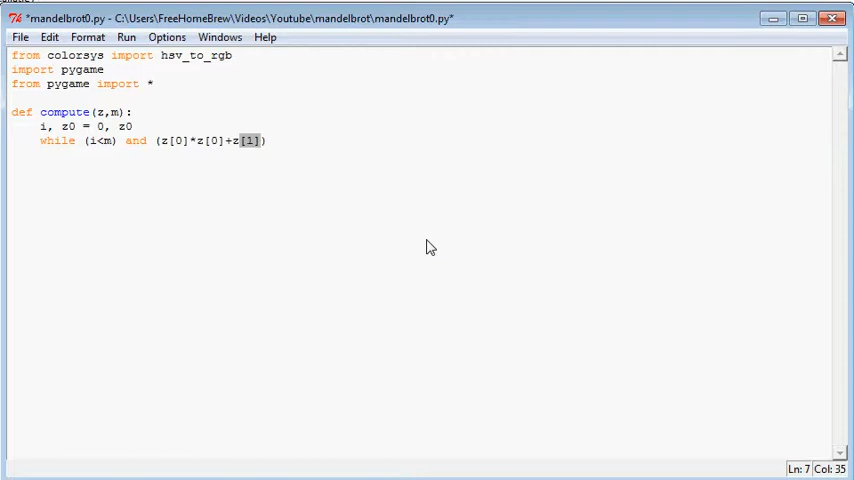 *mandelbrot0.py - C:\Users\FreeHomeBrew\Videos\Youtube\mandelbrot\mandelbrot0.py*
File Edit Format Run Options Windows Help
from colorsys import hsv_to_rgb
import pygame
from pygame import *
def compute(z,m):
i, z0 = 0, z0
while (i<m) and (z[0]*z[0]+z[1])
Ln: 7 Col: 35